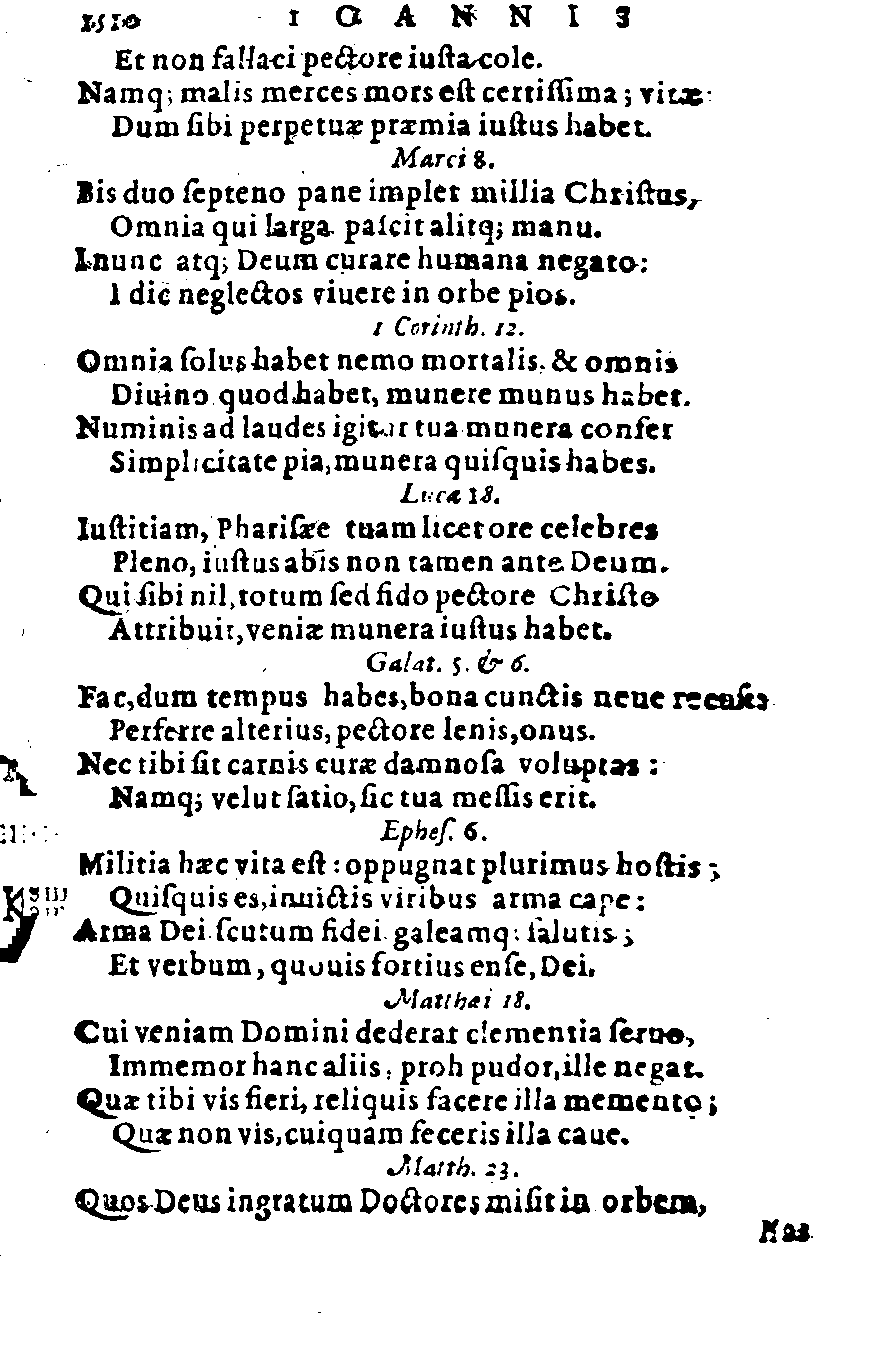 1510 IOANNIS
Et non fallaci pectore iusta cole.
Namq; malis merces mors est certissima; vitæ
Dum sibi perpetuæ præmia iustus habet.
Marci 8.
Bis duo septeno pane implet millia Christus,
Omnia qui larga pascit alitq; manu.
I nunc atq; Deum curare humana negato:
I dic neglectos viuere in orbe pios.
1 Corinth. 12.
Omnia solus habet nemo mortalis, & omnis
Diuino quod habet, munere munus habet.
Numinis ad laudes igitur tua munera confer
Simplicitate pia, munera quisquis habes.
Luca 18.
Iustitiam, Pharisæe tuam licet ore celebres
Pleno, iustus abīs non tamen ante Deum.
Qui sibi nil, totum sed fido pectore Christo
Attribuit, veniæ munera iustus habet.
Galat. 5. & 6.
Fac, dum tempus habes, bona cunctis neue recuses
Perferre alterius, pectore lenis, onus.
Nec tibi sit carnis curæ damnosa voluptas:
Namq; velut satio, sic tua messis erit.
Ephes. 6.
Militia hæc vita est: oppugnat plurimus hostis;
Quisquis es, inuictis viribus arma cape:
Arma Dei scutum fidei galeamq; salutis;
Et verbum, quouis fortius ense, Dei.
Matthæi 18.
Cui veniam Domini dederat clementia seruo,
Immemor hanc aliis, proh pudor, ille negat.
Quæ tibi vis fieri, reliquis facere illa memento;
Quæ non vis, cuiquam feceris illa caue.
Matth. 23.
Quos Deus ingratum Doctores misit in orbem,
Nos